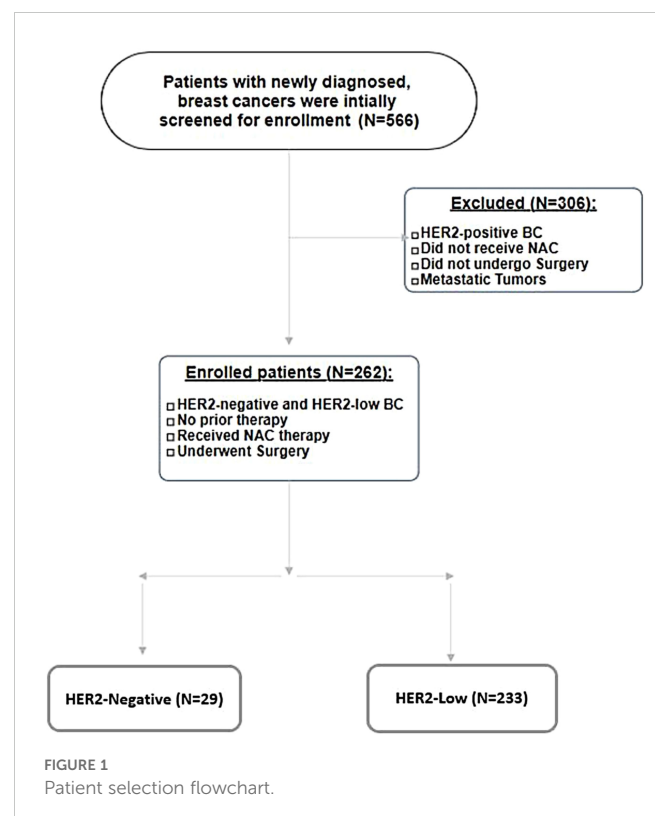 Patients with newly diagnosed,
breast cancers were intially
screened for enrollment (N=566)
Excluded (N=306):
HER2-positive BC
Did not receive NAC
Did not undergo Surgery
Metastatic Tumors
Enrolled patients (N=262):
HER2-negative and HER2-low BC
No prior therapy
Received NAC therapy
Underwent Surgery
HER2-Negative (N=29)
HER2-Low (N=233)
FIGURE 1
Patient selection flowchart.